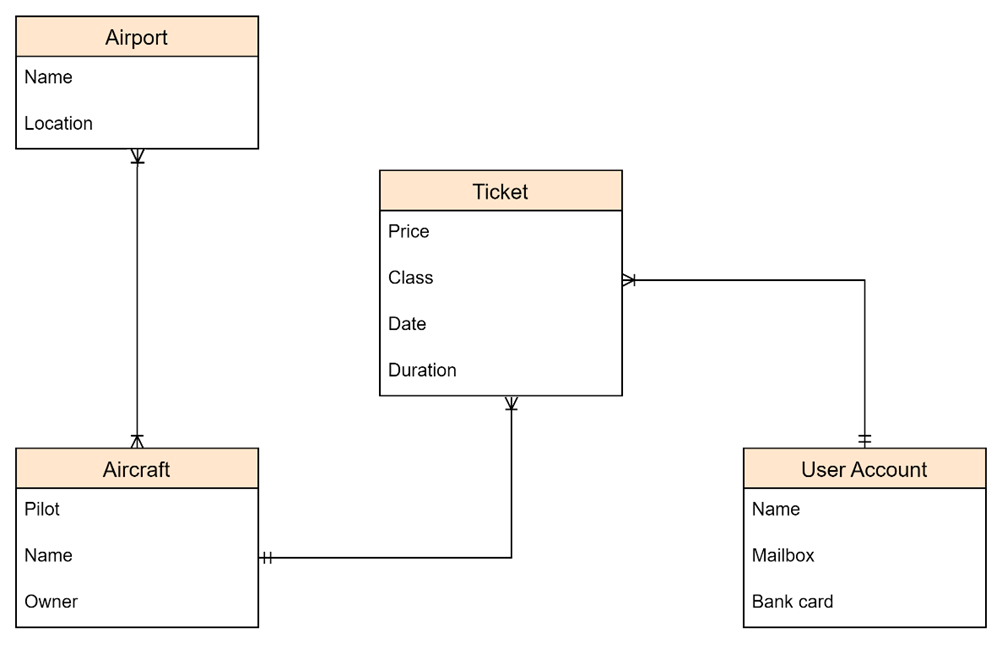 Airport
Name
Location
Ticket
Price
Class
Date
Duration
Aircraft
Pilot
Name
Owner
User Account
Name
Mailbox
Bank card